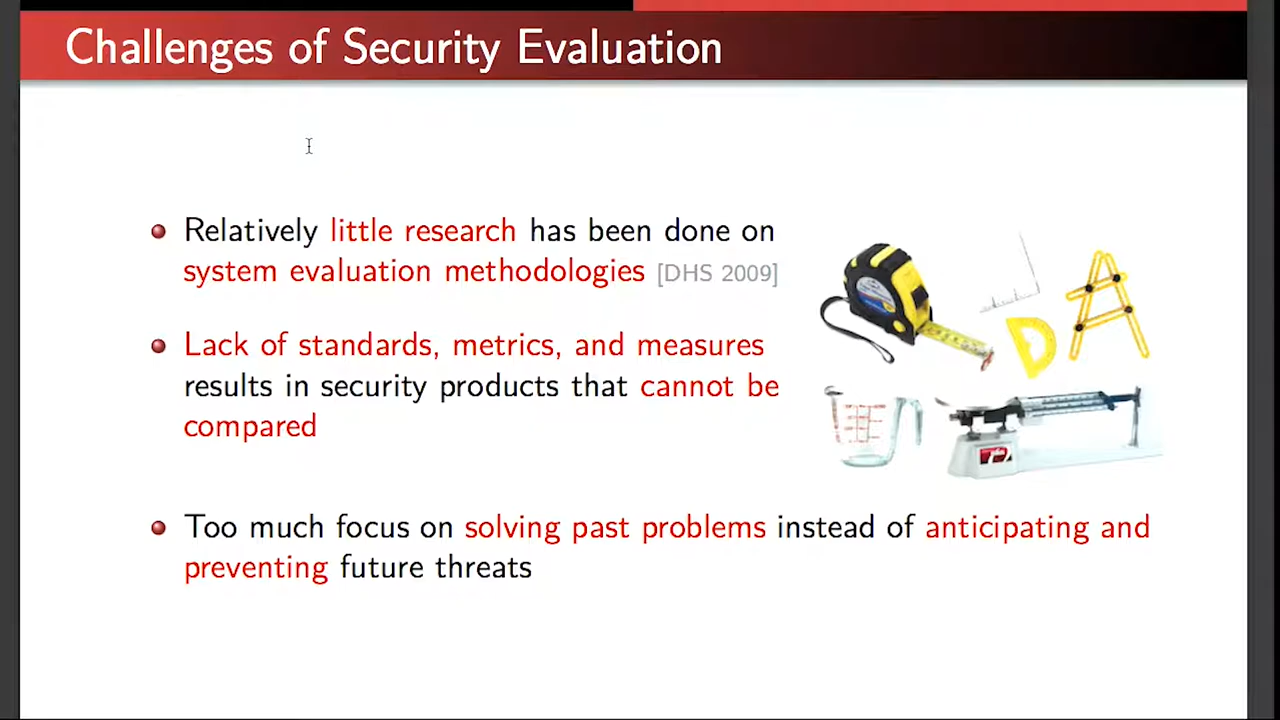 Challenges of Security Evaluation
Relatively little research has been done on
system evaluation methodologies [DHS 2009]
Lack of standards, metrics, and measures
results in security products that cannot be
compared
Too much focus on solving past problems instead of anticipating and
preventing future threats